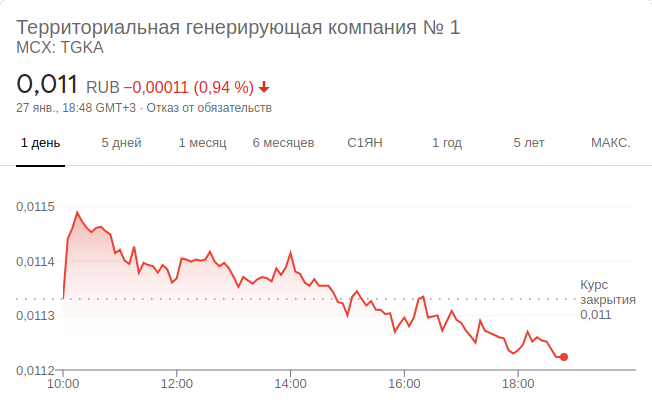 Территориальная генерирующая компания № 1
MCX: TGKA
0,011 RUB −0,00011 (0,94 %)
27 янв., 18:48 GMT+3 · Отказ от обязательств
1 день 5 дней 1 месяц 6 месяцев С1ЯН 1 год 5 лет МАКС.
0,0115
0,0114
Курс
закрытия
0,011
0,0113
0,0112
10:00 12:00 14:00 16:00 18:00